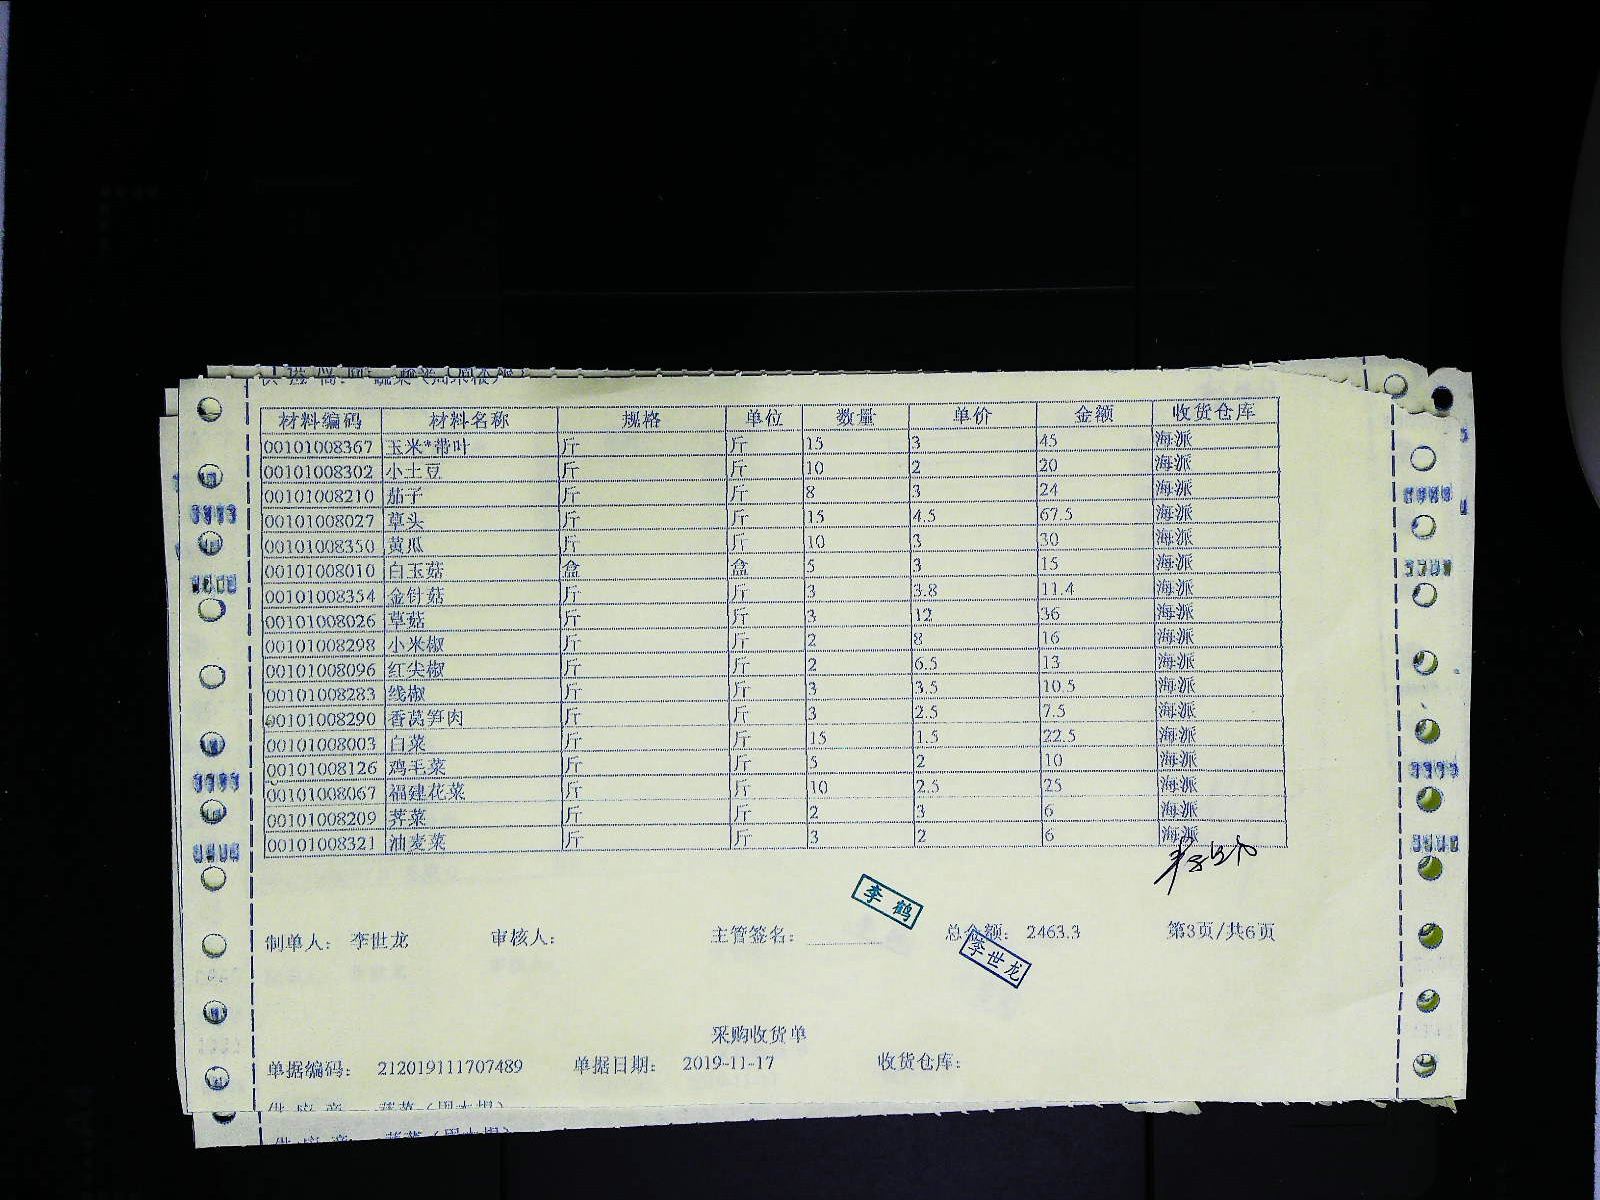 供 应 商: 蔬菜（周木根）
材料编码 材料名称 规格 单位 数量 单价 金额 收货仓库
00101008367 玉米*带叶 斤 斤 15 3 45 海派
00101008302 小土豆 斤 斤 10 2 20 海派
00101008210 茄子 斤 斤 8 3 24 海派
00101008027 草头 斤 斤 15 4.5 67.5 海派
00101008350 黄瓜 斤 斤 10 3 30 海派
00101008010 白玉菇 盒 盒 5 3 15 海派
00101008354 金针菇 斤 斤 3 3.8 11.4 海派
00101008026 草菇 斤 斤 3 12 36 海派
00101008298 小米椒 斤 斤 2 8 16 海派
00101008096 红尖椒 斤 斤 2 6.5 13 海派
00101008283 线椒 斤 斤 3 3.5 10.5 海派
00101008290 香莴笋肉 斤 斤 3 2.5 7.5 海派
00101008003 白菜 斤 斤 15 1.5 22.5 海派
00101008126 鸡毛菜 斤 斤 5 2 10 海派
00101008067 福建花菜 斤 斤 10 2.5 25 海派
00101008209 荠菜 斤 斤 2 3 6 海派
00101008321 油麦菜 斤 斤 3 2 6 海派
李鹤
制单人: 李世龙 审核人: 主管签名: 总金额: 2463.3 第3页/共6页
李世龙
采购收货单
单据编码: 212019111707489 单据日期: 2019-11-17 收货仓库: